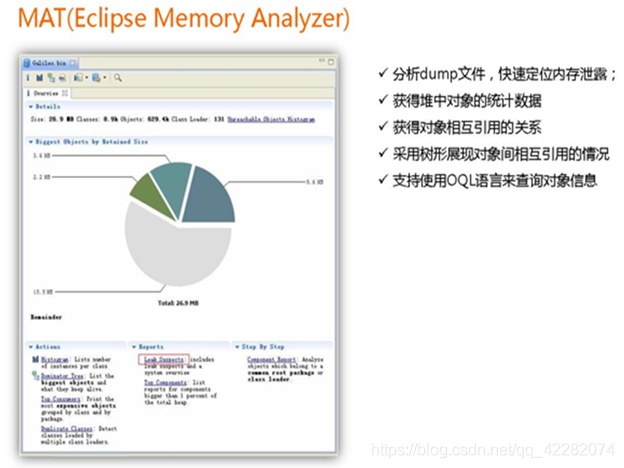 MAT(Eclipse Memory Analyzer)
Galileo.bin
Overview
Details
Size: 26.9 MB Classes: 8.9k Objects: 629.4k Class Loader: 131 Unreachable Objects Histogram
Biggest Objects by Retained Size
3.6 MB
2.2 MB
5.6 MB
Total: 26.9 MB
Remainder
Actions
Histogram: Lists number
of instances per class
Dominator Tree: List the
biggest objects and
what they keep alive.
Top Consumers: Print the
most expensive objects
grouped by class and by
package.
Duplicate Classes: Detect
classes loaded by
multiple class loaders.
Reports
Leak Suspects: includes
leak suspects and a
system overview
Top Components: list
reports for components
bigger than 1 percent of
the total heap.
Step By Step
Component Report: Analyze
objects which belong to a
common root package or
class loader.
✓ 分析dump文件，快速定位内存泄露；
✓ 获得堆中对象的统计数据
✓ 获得对象相互引用的关系
✓ 采用树形展现对象间相互引用的情况
✓ 支持使用OQL语言来查询对象信息
https://blog.csdn.net/qq_42282074